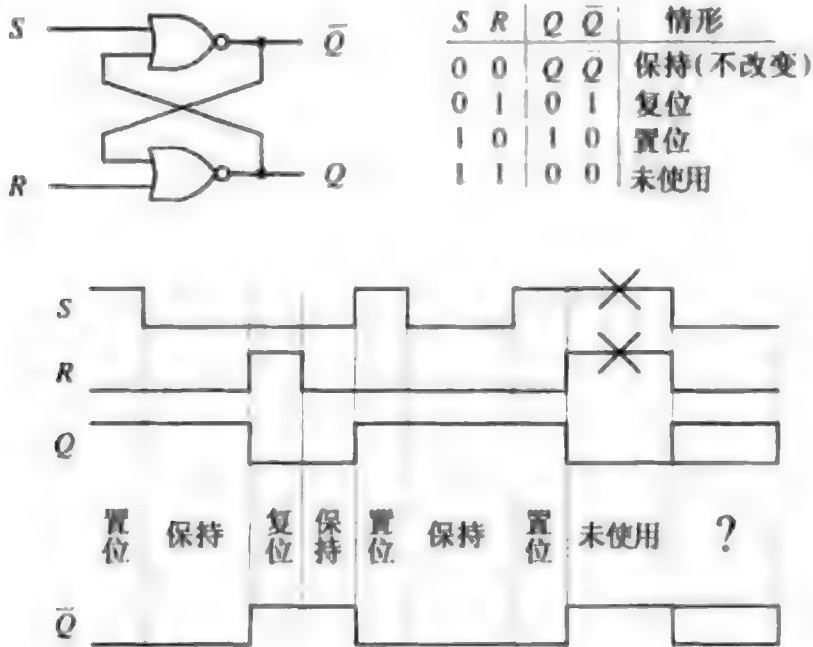 S
Q̄
R
Q
S R Q Q̄ 情形
0 0 Q Q̄ 保持(不改变)
0 1 0 1 复位
1 0 1 0 置位
1 1 0 0 未使用
S
R
Q
置位 保持 复位 保持 置位 保持 置位 未使用 ?
Q̄